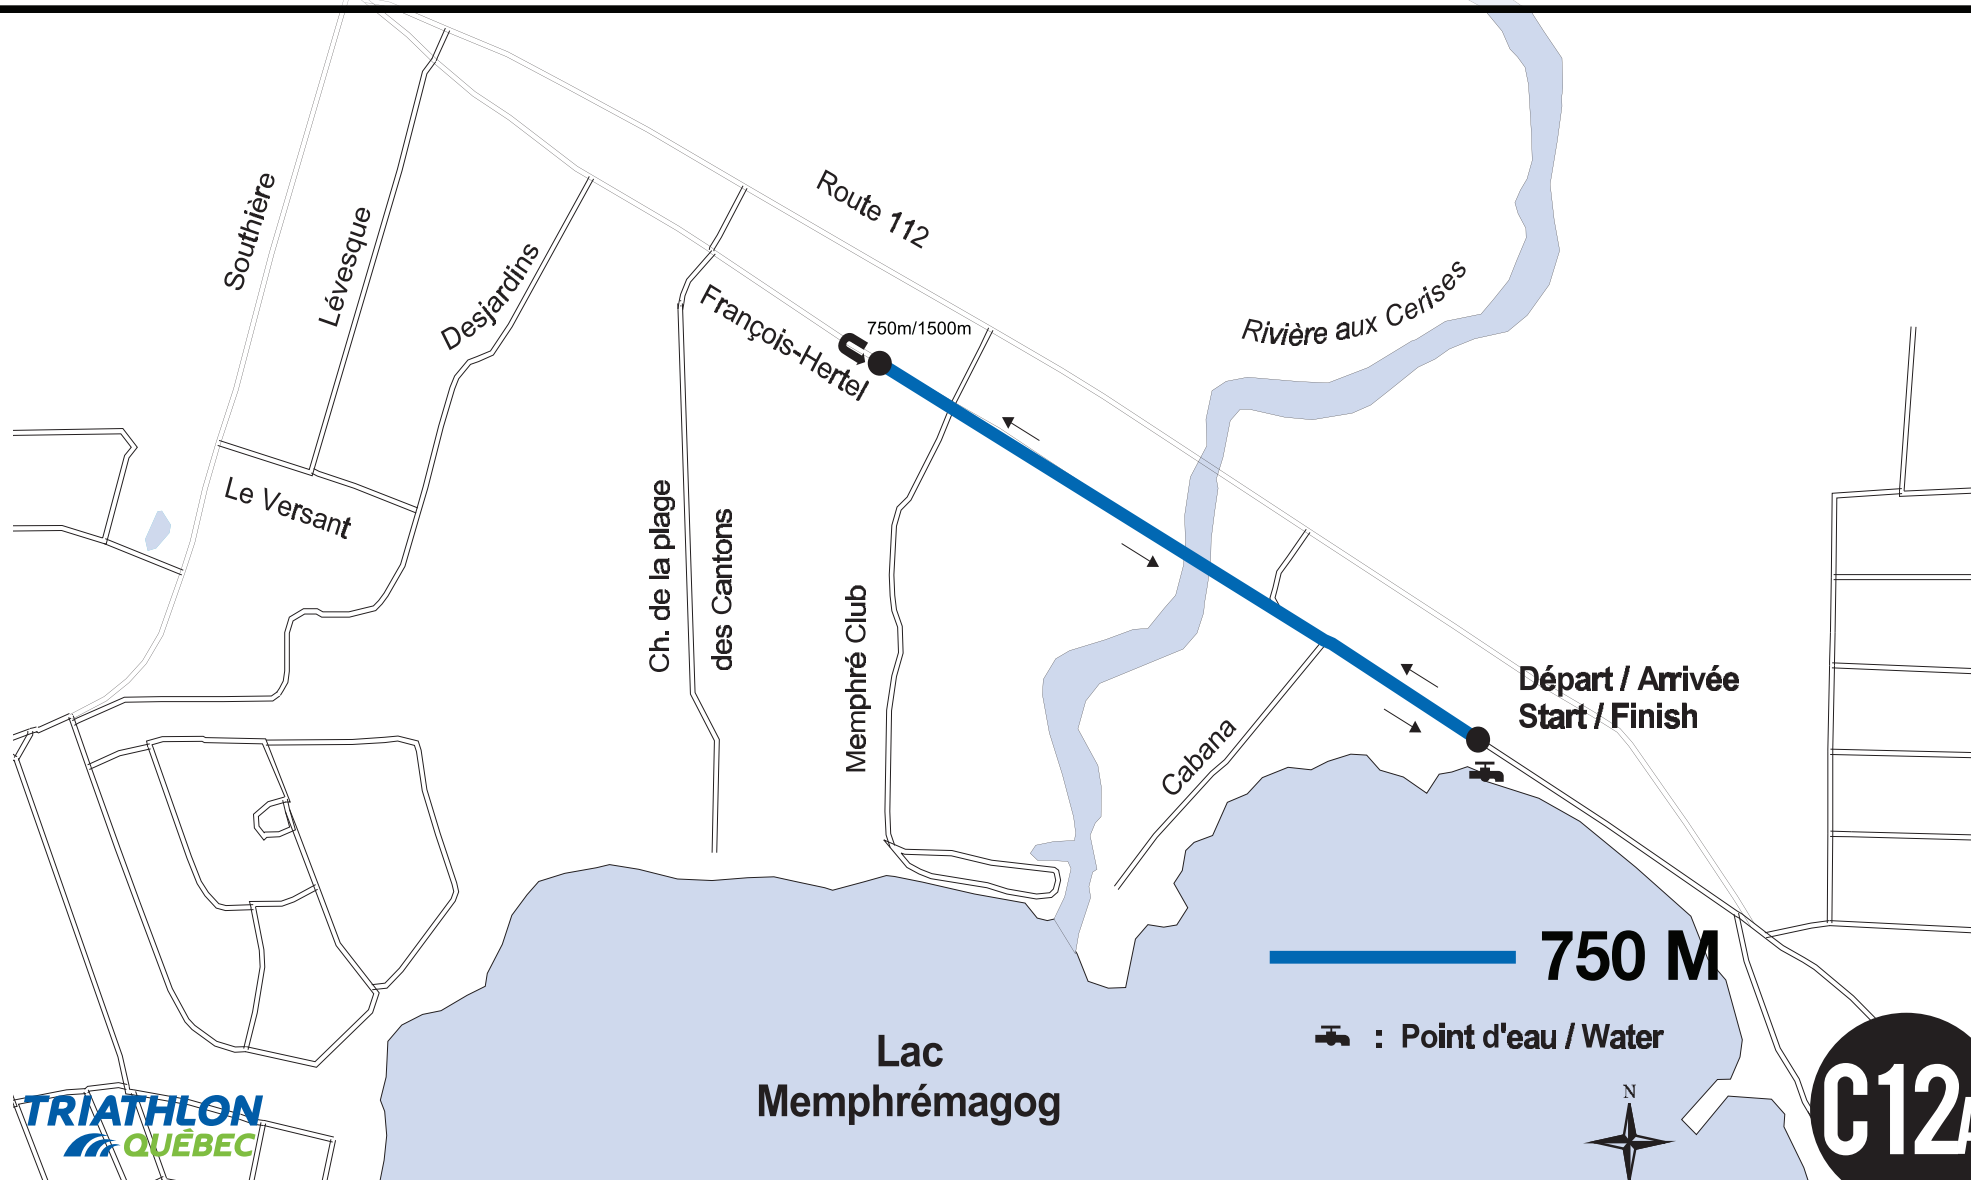 Southière
Lévesque
Desjardins
Route 112
François-Hertel
750m/1500m
Rivière aux Cerises
Le Versant
Ch. de la plage
des Cantons
Memphré Club
Cabana
Départ / Arrivée
Start / Finish
750 M
: Point d'eau / Water
Lac
Memphrémagog
N
TRIATHLON
QUÉBEC
C12A